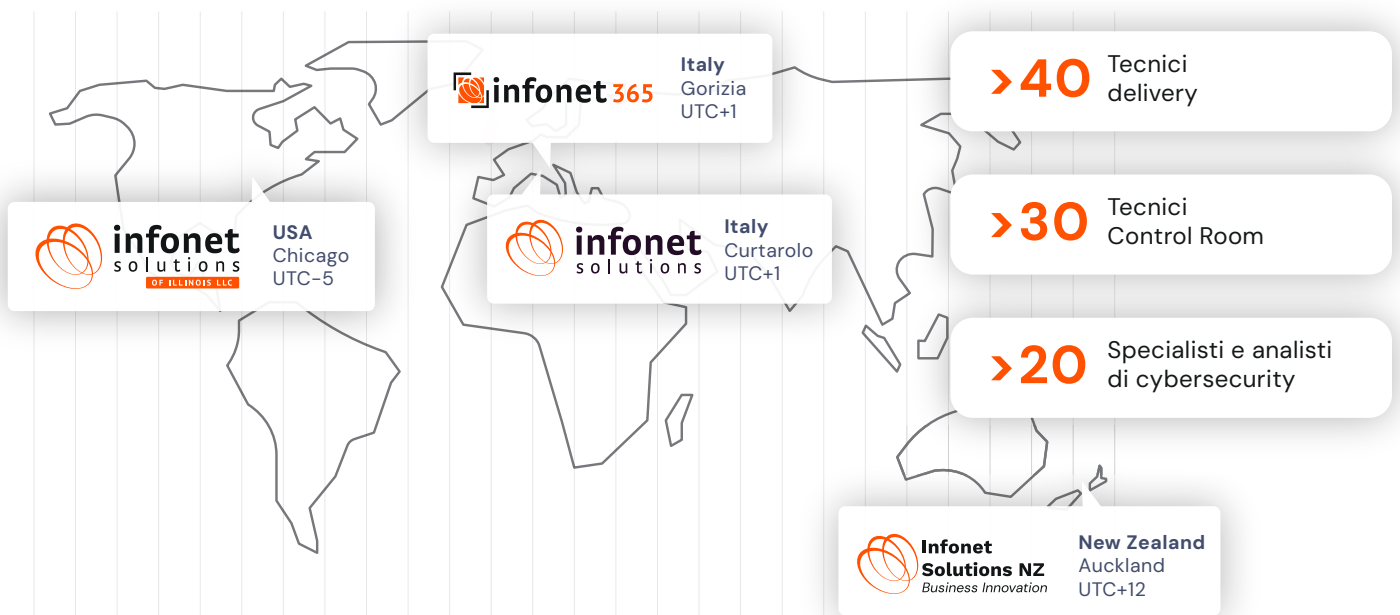 infonet 365
Italy
Gorizia
UTC+1
>40
Tecnici
delivery
infonet
solutions
OF ILLINOIS LLC
USA
Chicago
UTC-5
infonet
solutions
Italy
Curtarolo
UTC+1
>30
Tecnici
Control Room
>20
Specialisti e analisti
di cybersecurity
Infonet
Solutions NZ
Business Innovation
New Zealand
Auckland
UTC+12